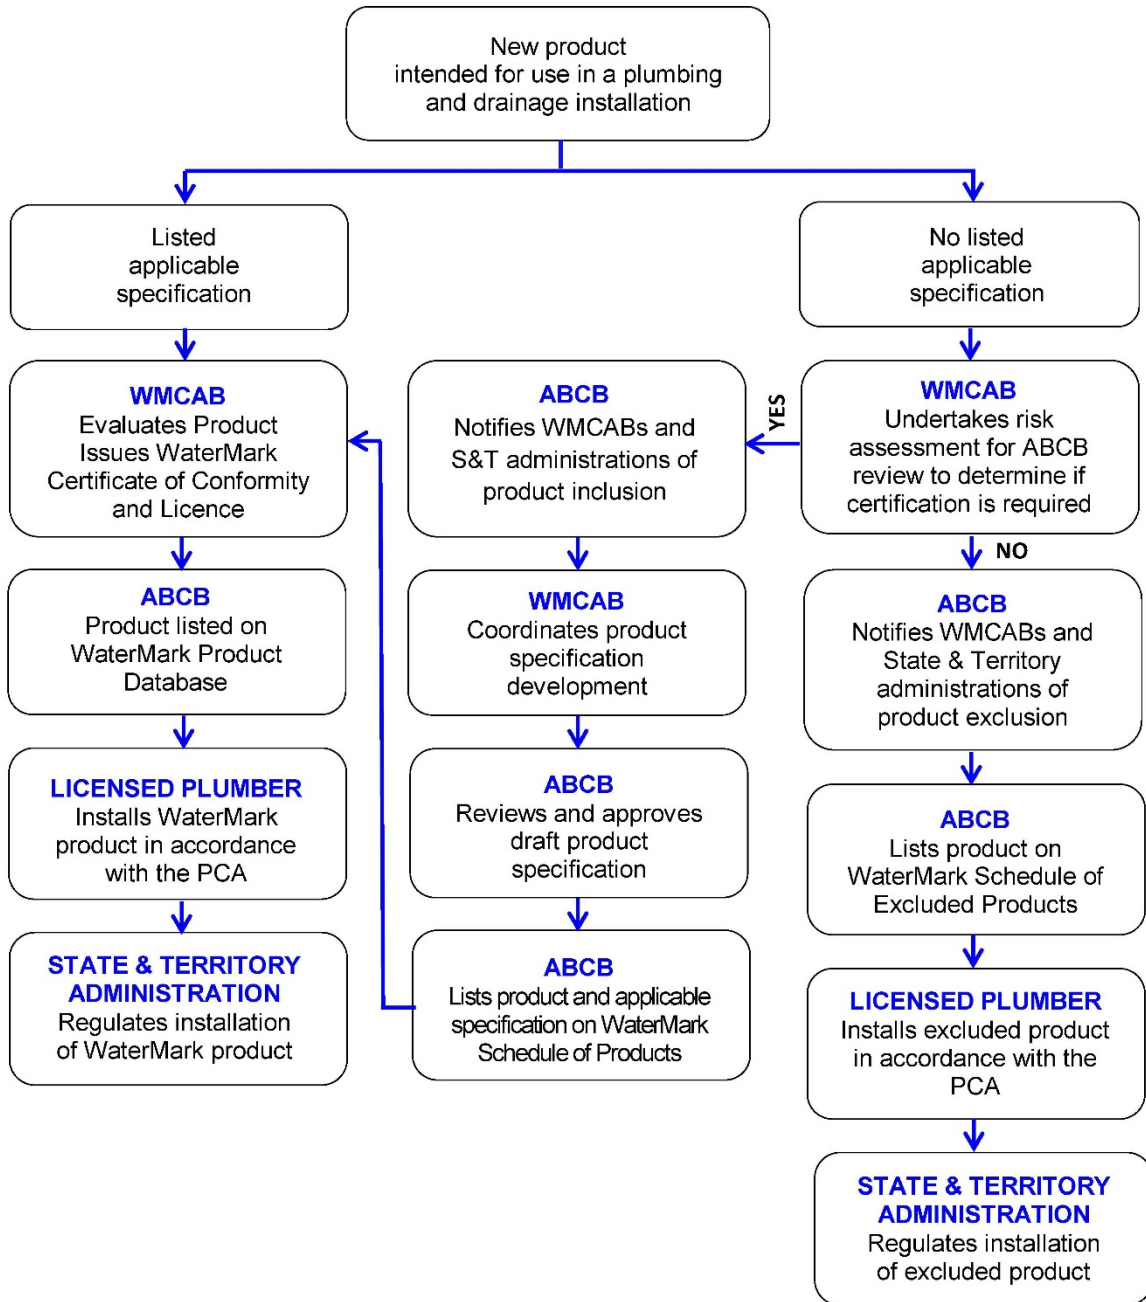 New product
intended for use in a plumbing
and drainage installation
Listed
applicable
specification
No listed
applicable
specification
WMCAB
Evaluates Product
Issues WaterMark
Certificate of Conformity
and Licence
ABCB
Notifies WMCABs and
S&T administrations of
product inclusion
YES
WMCAB
Undertakes risk
assessment for ABCB
review to determine if
certification is required
NO
ABCB
Product listed on
WaterMark Product
Database
WMCAB
Coordinates product
specification
development
ABCB
Notifies WMCABs and
State & Territory
administrations of
product exclusion
LICENSED PLUMBER
Installs WaterMark
product in accordance
with the PCA
ABCB
Reviews and approves
draft product
specification
ABCB
Lists product on
WaterMark Schedule of
Excluded Products
STATE & TERRITORY
ADMINISTRATION
Regulates installation
of WaterMark product
ABCB
Lists product and applicable
specification on WaterMark
Schedule of Products
LICENSED PLUMBER
Installs excluded product
in accordance with the
PCA
STATE & TERRITORY
ADMINISTRATION
Regulates installation
of excluded product